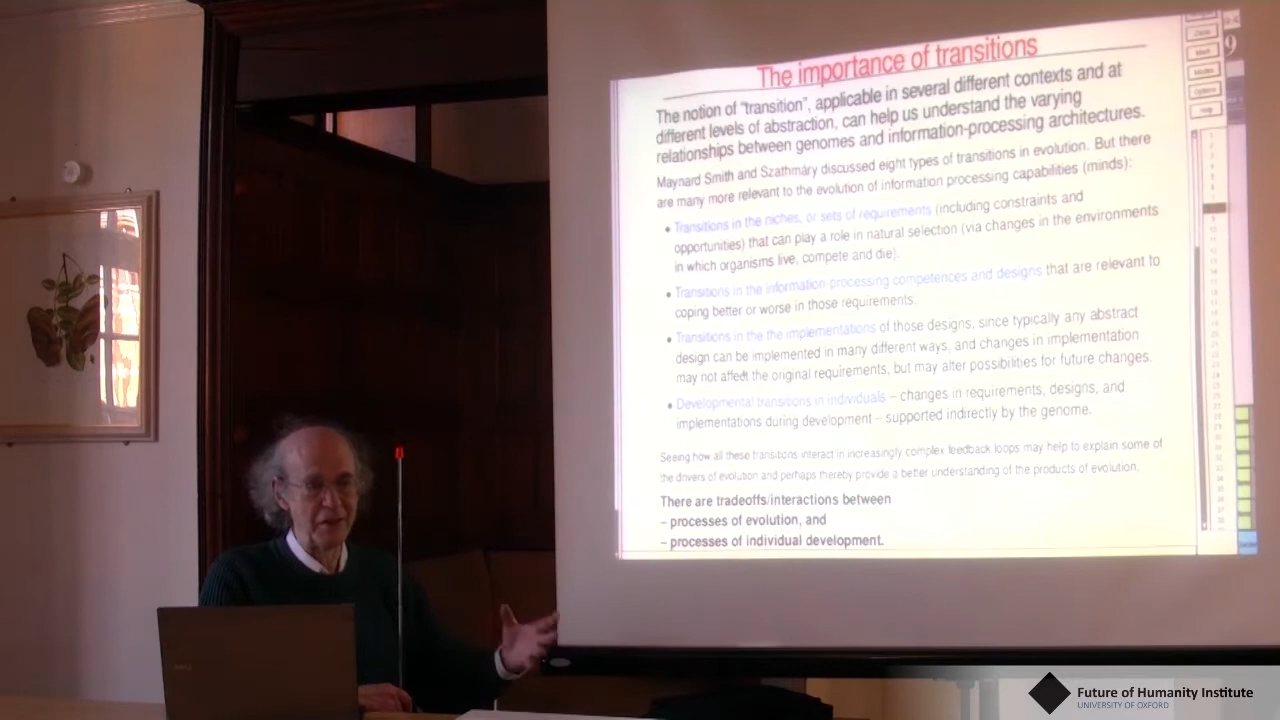 The importance of transitions
The notion of "transition", applicable in several different contexts and at
different levels of abstraction, can help us understand the varying
relationships between genomes and information-processing architectures.
Maynard Smith and Szathmáry discussed eight types of transitions in evolution. But there
are many more relevant to the evolution of information processing capabilities (minds):
• Transitions in the niches, or sets of requirements (including constraints and
opportunities) that can play a role in natural selection (via changes in the environments
in which organisms live, compete and die).
• Transitions in the information-processing competences and designs that are relevant to
coping better or worse in those requirements.
• Transitions in the the implementations of those designs, since typically any abstract
design can be implemented in many different ways, and changes in implementation
may not affect the original requirements, but may alter possibilities for future changes.
• Developmental transitions in individuals – changes in requirements, designs, and
implementations during development – supported indirectly by the genome.
Seeing how all these transitions interact in increasingly complex feedback loops may help to explain some of
the drivers of evolution and perhaps thereby provide a better understanding of the products of evolution.
There are tradeoffs/interactions between
– processes of evolution, and
– processes of individual development.
Future of Humanity Institute
UNIVERSITY OF OXFORD